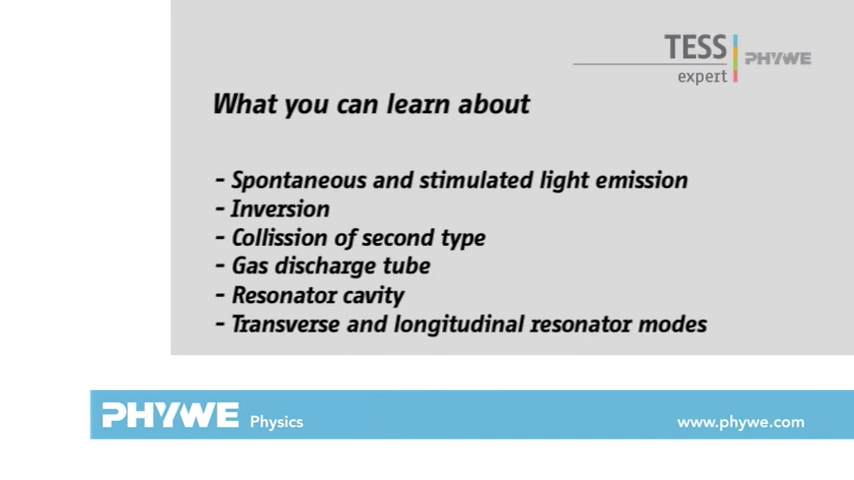 TESS
expert
PHYWE
What you can learn about
- Spontaneous and stimulated light emission
- Inversion
- Collission of second type
- Gas discharge tube
- Resonator cavity
- Transverse and longitudinal resonator modes
PHYWE Physics
www.phywe.com